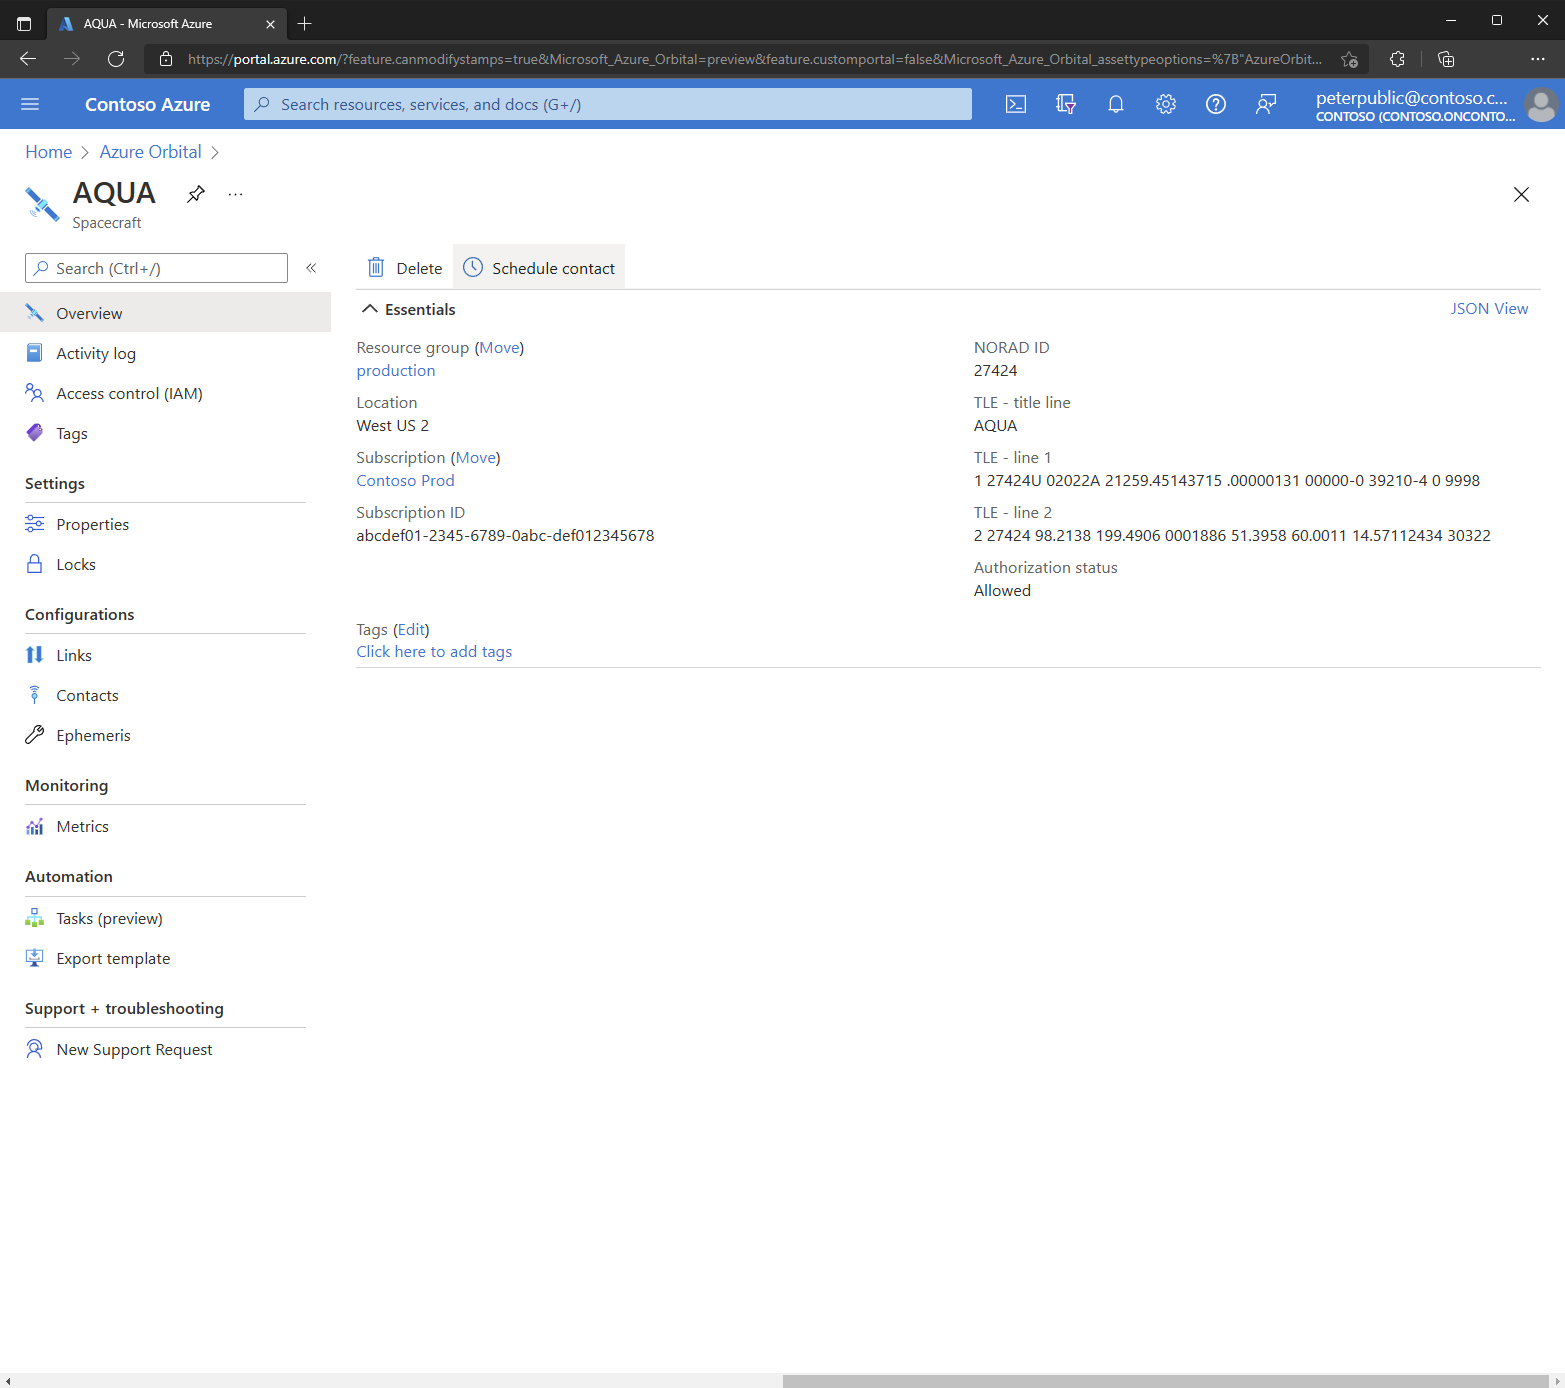 AQUA - Microsoft Azure
https://portal.azure.com/?feature.canmodifystamps=true&Microsoft_Azure_Orbital=preview&feature.customportal=false&Microsoft_Azure_Orbital_assettypeoptions=%7B"AzureOrbit...
Contoso Azure
Search resources, services, and docs (G+/)
peterpublic@contoso.c...
CONTOSO (CONTOSO.ONCONTO...
Home > Azure Orbital >
AQUA
Spacecraft
Search (Ctrl+/)
«
Overview
Activity log
Access control (IAM)
Tags
Settings
Properties
Locks
Configurations
Links
Contacts
Ephemeris
Monitoring
Metrics
Automation
Tasks (preview)
Export template
Support + troubleshooting
New Support Request
Delete
Schedule contact
Essentials
JSON View
Resource group (Move)
production
Location
West US 2
Subscription (Move)
Contoso Prod
Subscription ID
abcdef01-2345-6789-0abc-def012345678
NORAD ID
27424
TLE - title line
AQUA
TLE - line 1
1 27424U 02022A 21259.45143715 .00000131 00000-0 39210-4 0 9998
TLE - line 2
2 27424 98.2138 199.4906 0001886 51.3958 60.0011 14.57112434 30322
Authorization status
Allowed
Tags (Edit)
Click here to add tags